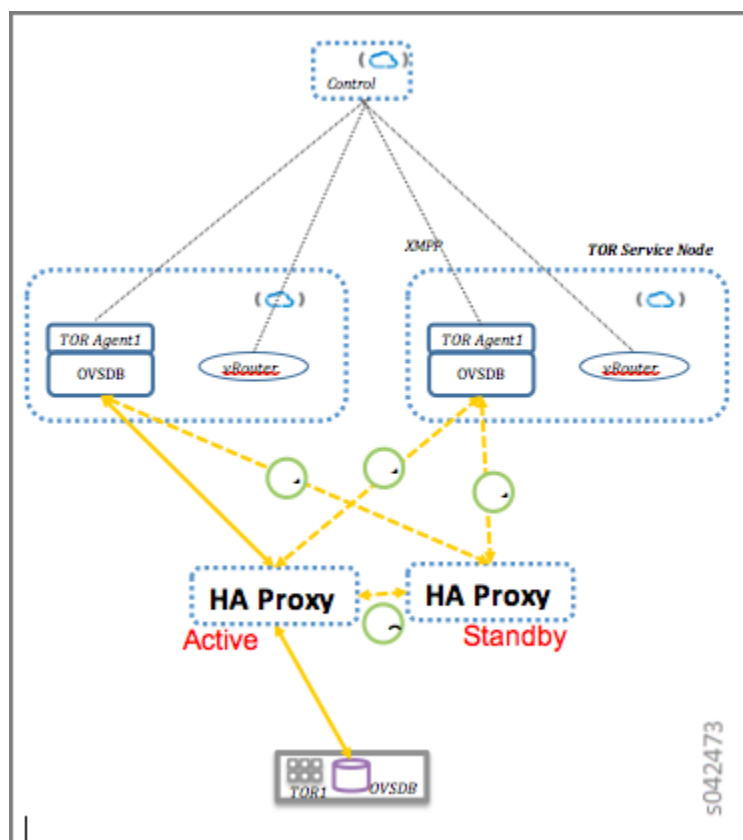 Control
XMPP
TOR Service Node
TOR Agent1
OVSDB
vRouter
TOR Agent1
OVSDB
vRouter
HA Proxy
Active
HA Proxy
Standby
TOR1
OVSDB
s042473